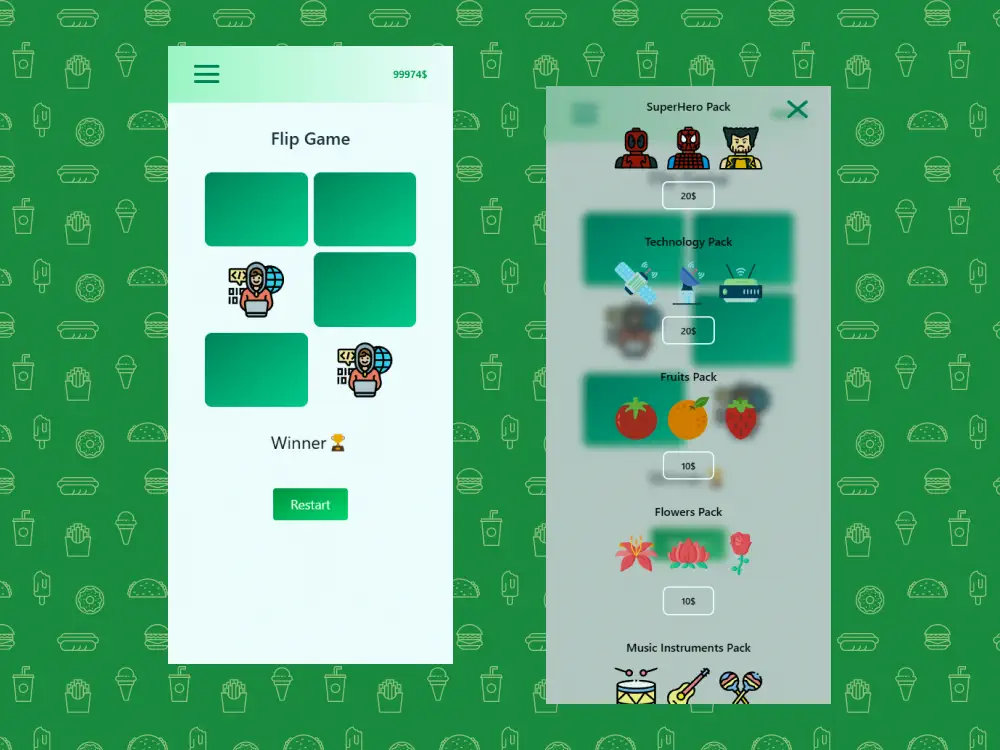 99974$
Flip Game
Winner
Restart
SuperHero Pack
20$
Technology Pack
20$
Fruits Pack
10$
Flowers Pack
10$
Music Instruments Pack